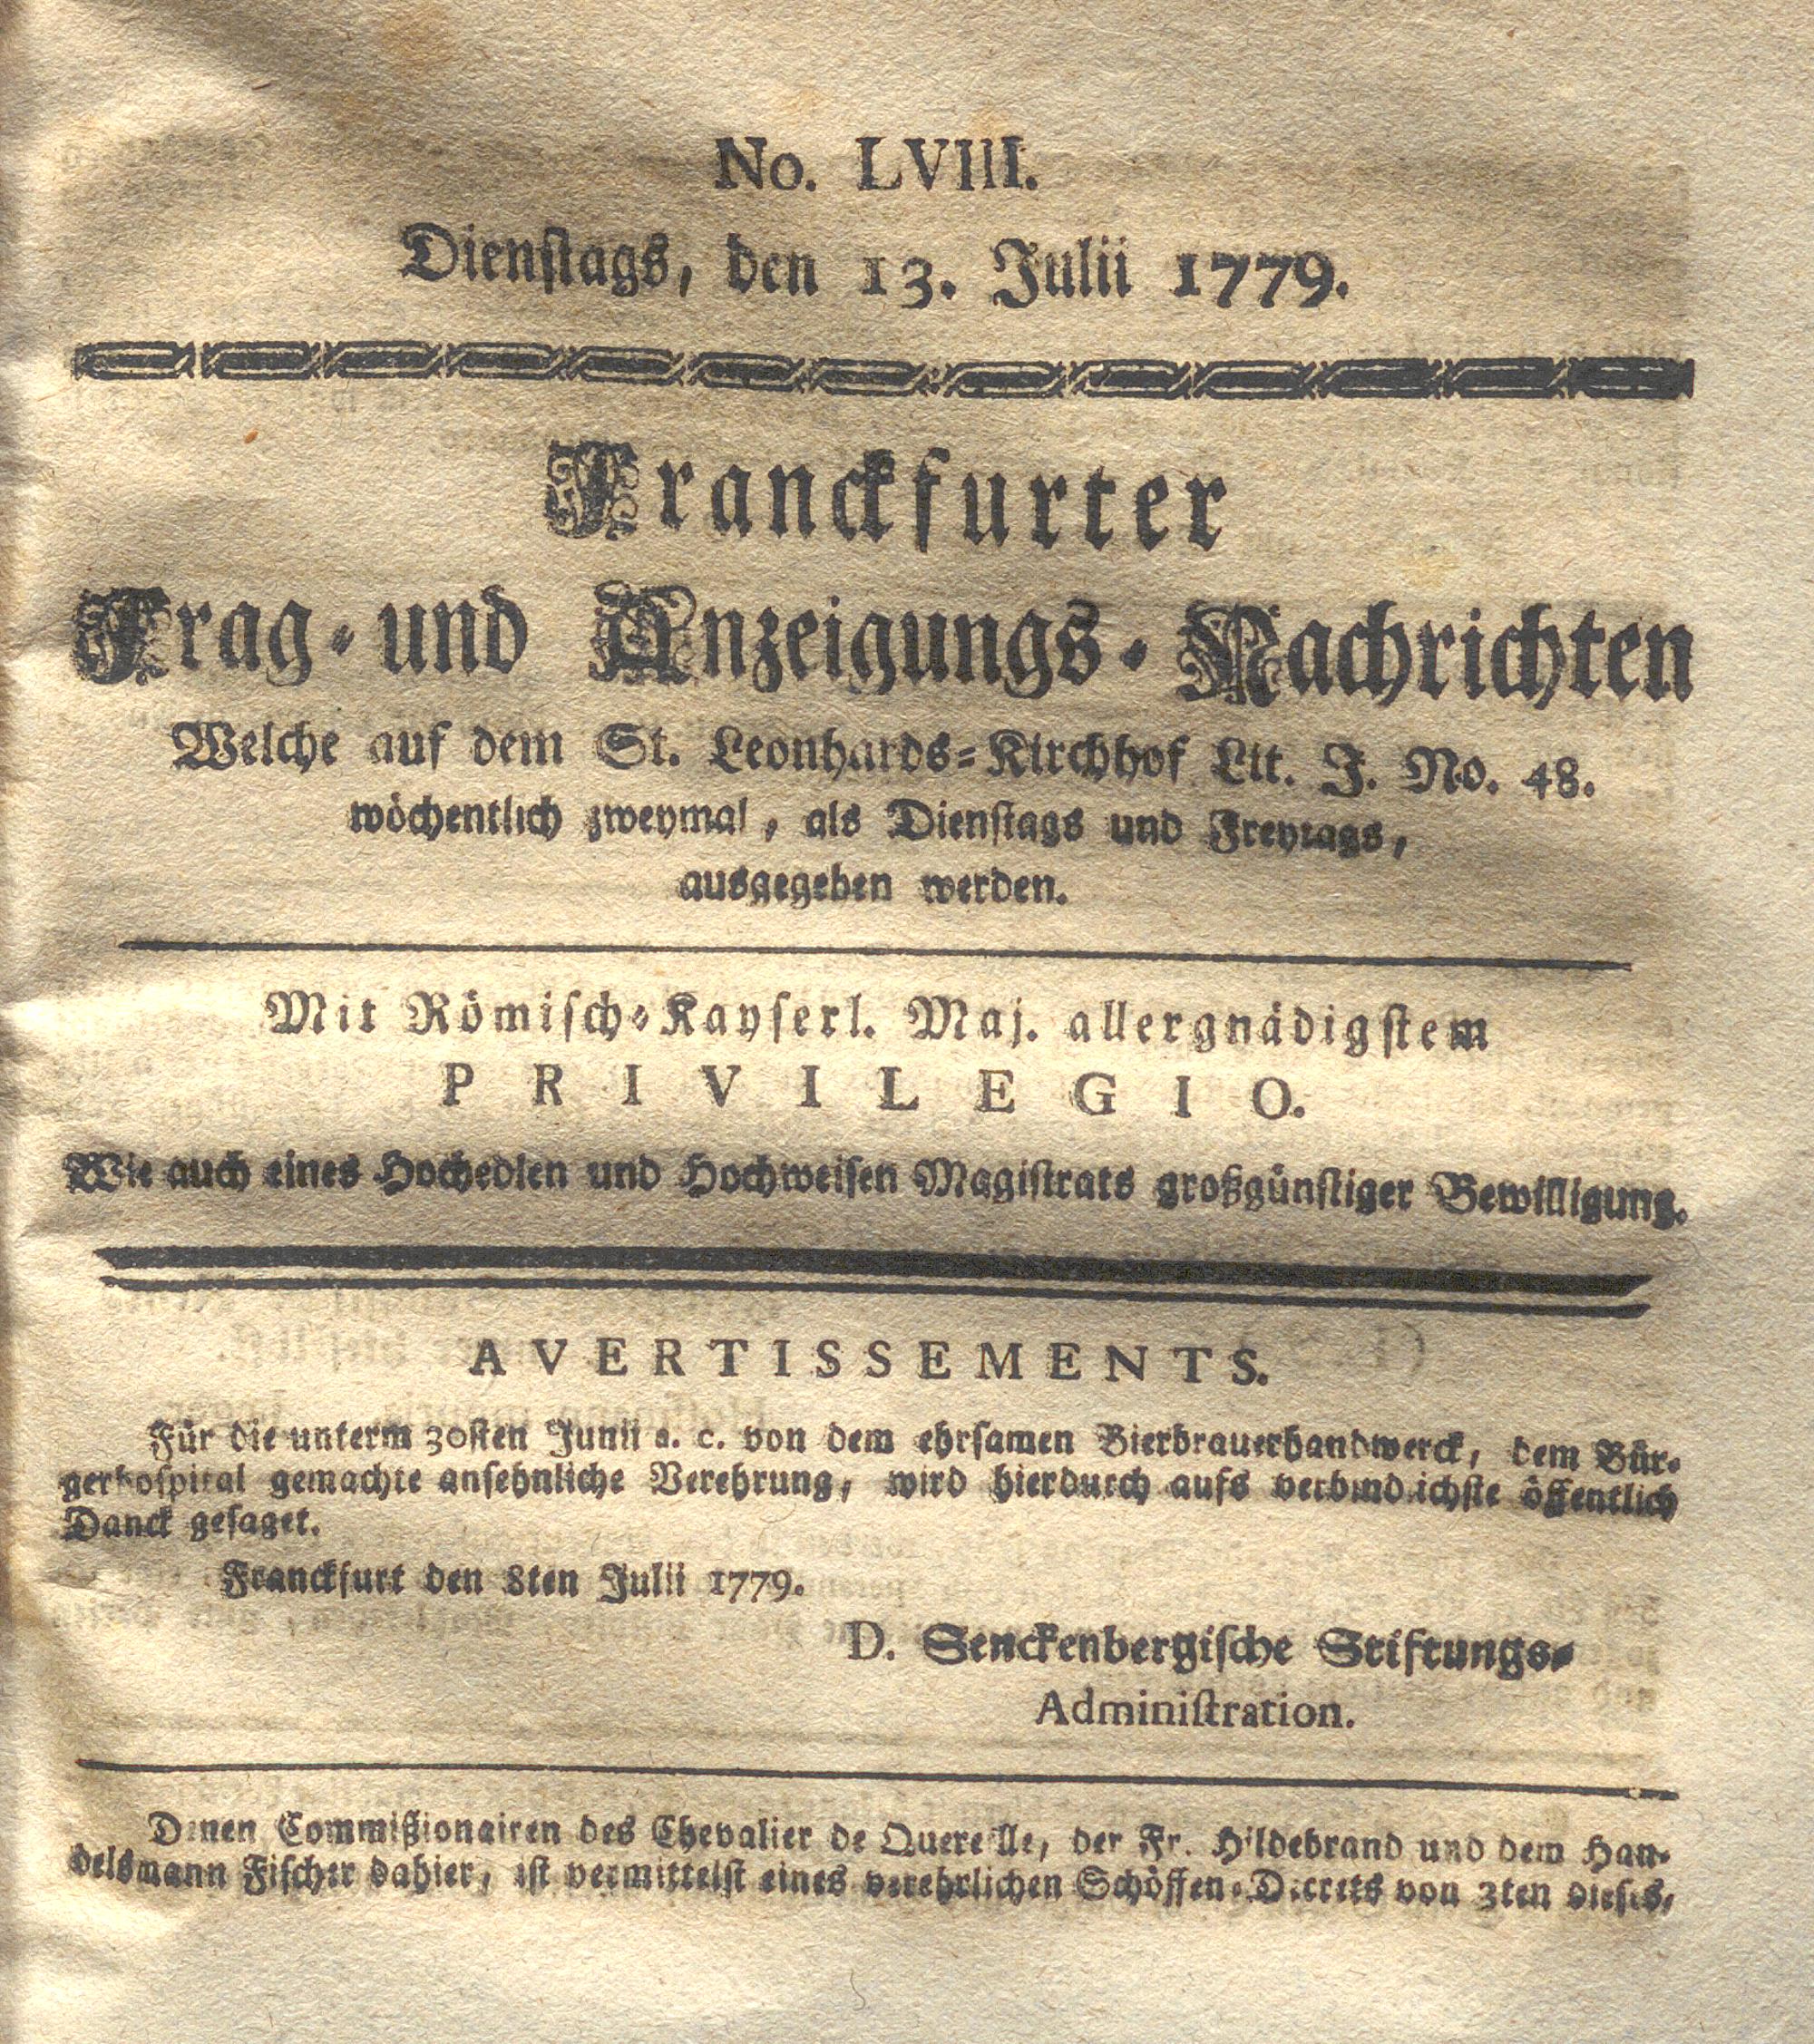 No. LVIII.
Dienstags, den 13. Julii 1779.
Franckfurter
Frag- und Anzeigungs-Nachrichten
Welche auf dem St. Leonhards-Kirchhof Lit. J. No. 48.
wöchentlich zweymal, als Dienstags und Freytags,
ausgegeben werden.
Mit Römisch-Kayserl. Maj. allergnädigstem
PRIVILEGIO.
Wie auch eines Hochedlen und Hochweisen Magistrats großgünstiger Bewilligung.
AVERTISSEMENTS.
Für die unterm 30sten Junii a. c. von dem ehrsamen Bierbrauerhandwerck, dem Bür-
gerhospital gemachte ansehnliche Verehrung, wird hierdurch aufs verbindlichste öffentlich
Danck gesaget.
Franckfurt den 8ten Julii 1779.
D. Senckenbergische Stiftungs-
Administration.
Denen Commißionairen des Chevalier de der Fr. Hildebrand und dem Han-
delsmann Fischer dahier, ist vermittelst eines verehrlichen Schöffen-Decrets von 3ten dieses,